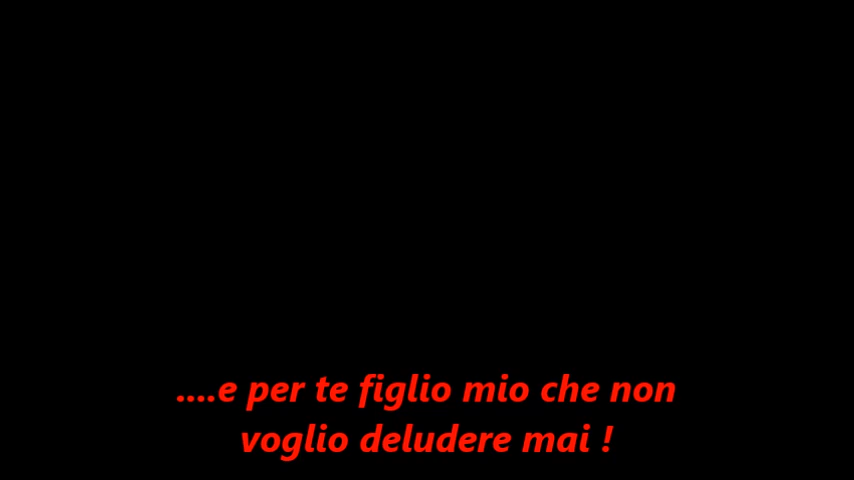 ....e per te figlio mio che non
voglio deludere mai !